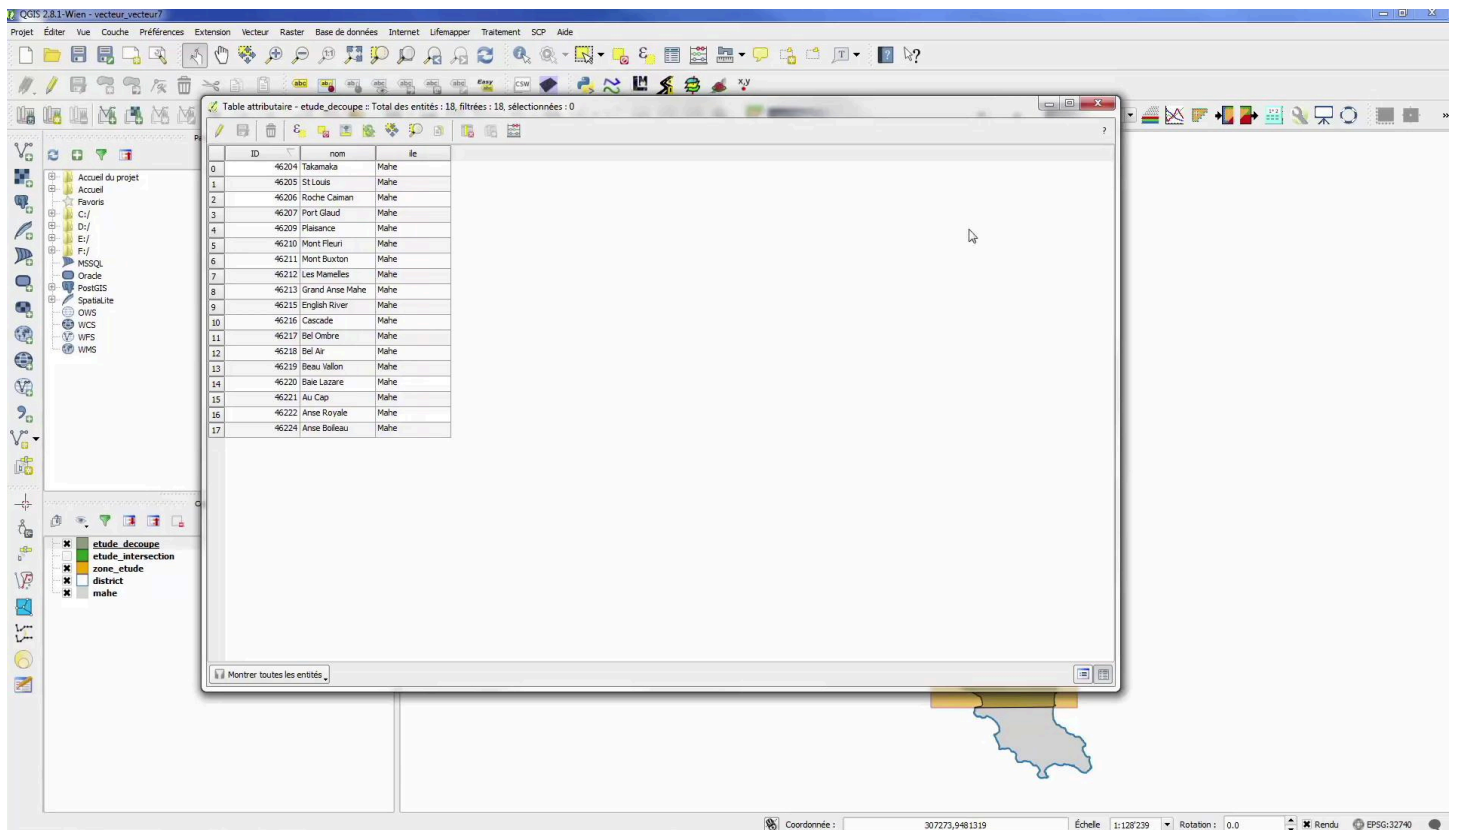 QGIS 2.8.1-Wien - vecteur_vecteur7
Projet Éditer Vue Couche Préférences Extension Vecteur Raster Base de données Internet Lifemapper Traitement SCP Aide
Table attributaire - etude_decoupe :: Total des entités : 18, filtrées : 18, sélectionnées : 0
ID nom ile
0 46204 Takamaka Mahe
1 46205 St Louis Mahe
2 46206 Roche Caiman Mahe
3 46207 Port Glaud Mahe
4 46209 Plaisance Mahe
5 46210 Mont Fleuri Mahe
6 46211 Mont Buxton Mahe
7 46212 Les Mamelles Mahe
8 46213 Grand Anse Mahe Mahe
9 46215 English River Mahe
10 46216 Cascade Mahe
11 46217 Bel Ombre Mahe
12 46218 Bel Air Mahe
13 46219 Beau Vallon Mahe
14 46220 Baie Lazare Mahe
15 46221 Au Cap Mahe
16 46222 Anse Royale Mahe
17 46224 Anse Boileau Mahe
Accueil du projet
Accueil
Favoris
C:/
D:/
E:/
F:/
MSSQL
Oracle
PostGIS
SpatiaLite
OWS
WCS
WFS
WMS
etude_decoupe
etude_intersection
zone_etude
district
mahe
Montrer toutes les entités
Coordonnée : 307273,9481319 Échelle 1:128'239 Rotation : 0.0 Rendu EPSG:32740